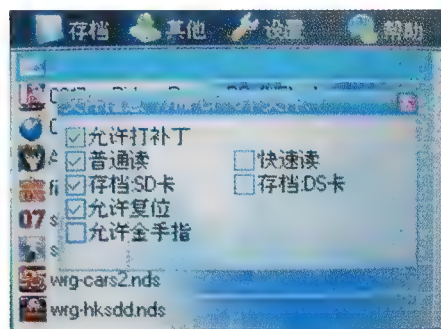 存档 其他 设置 帮助
允许打补丁
普通读 快速读
存档:SD卡 存档:DS卡
允许复位
允许金手指
07 s
wrg-cars2.nds
wrg-hksdd.nds